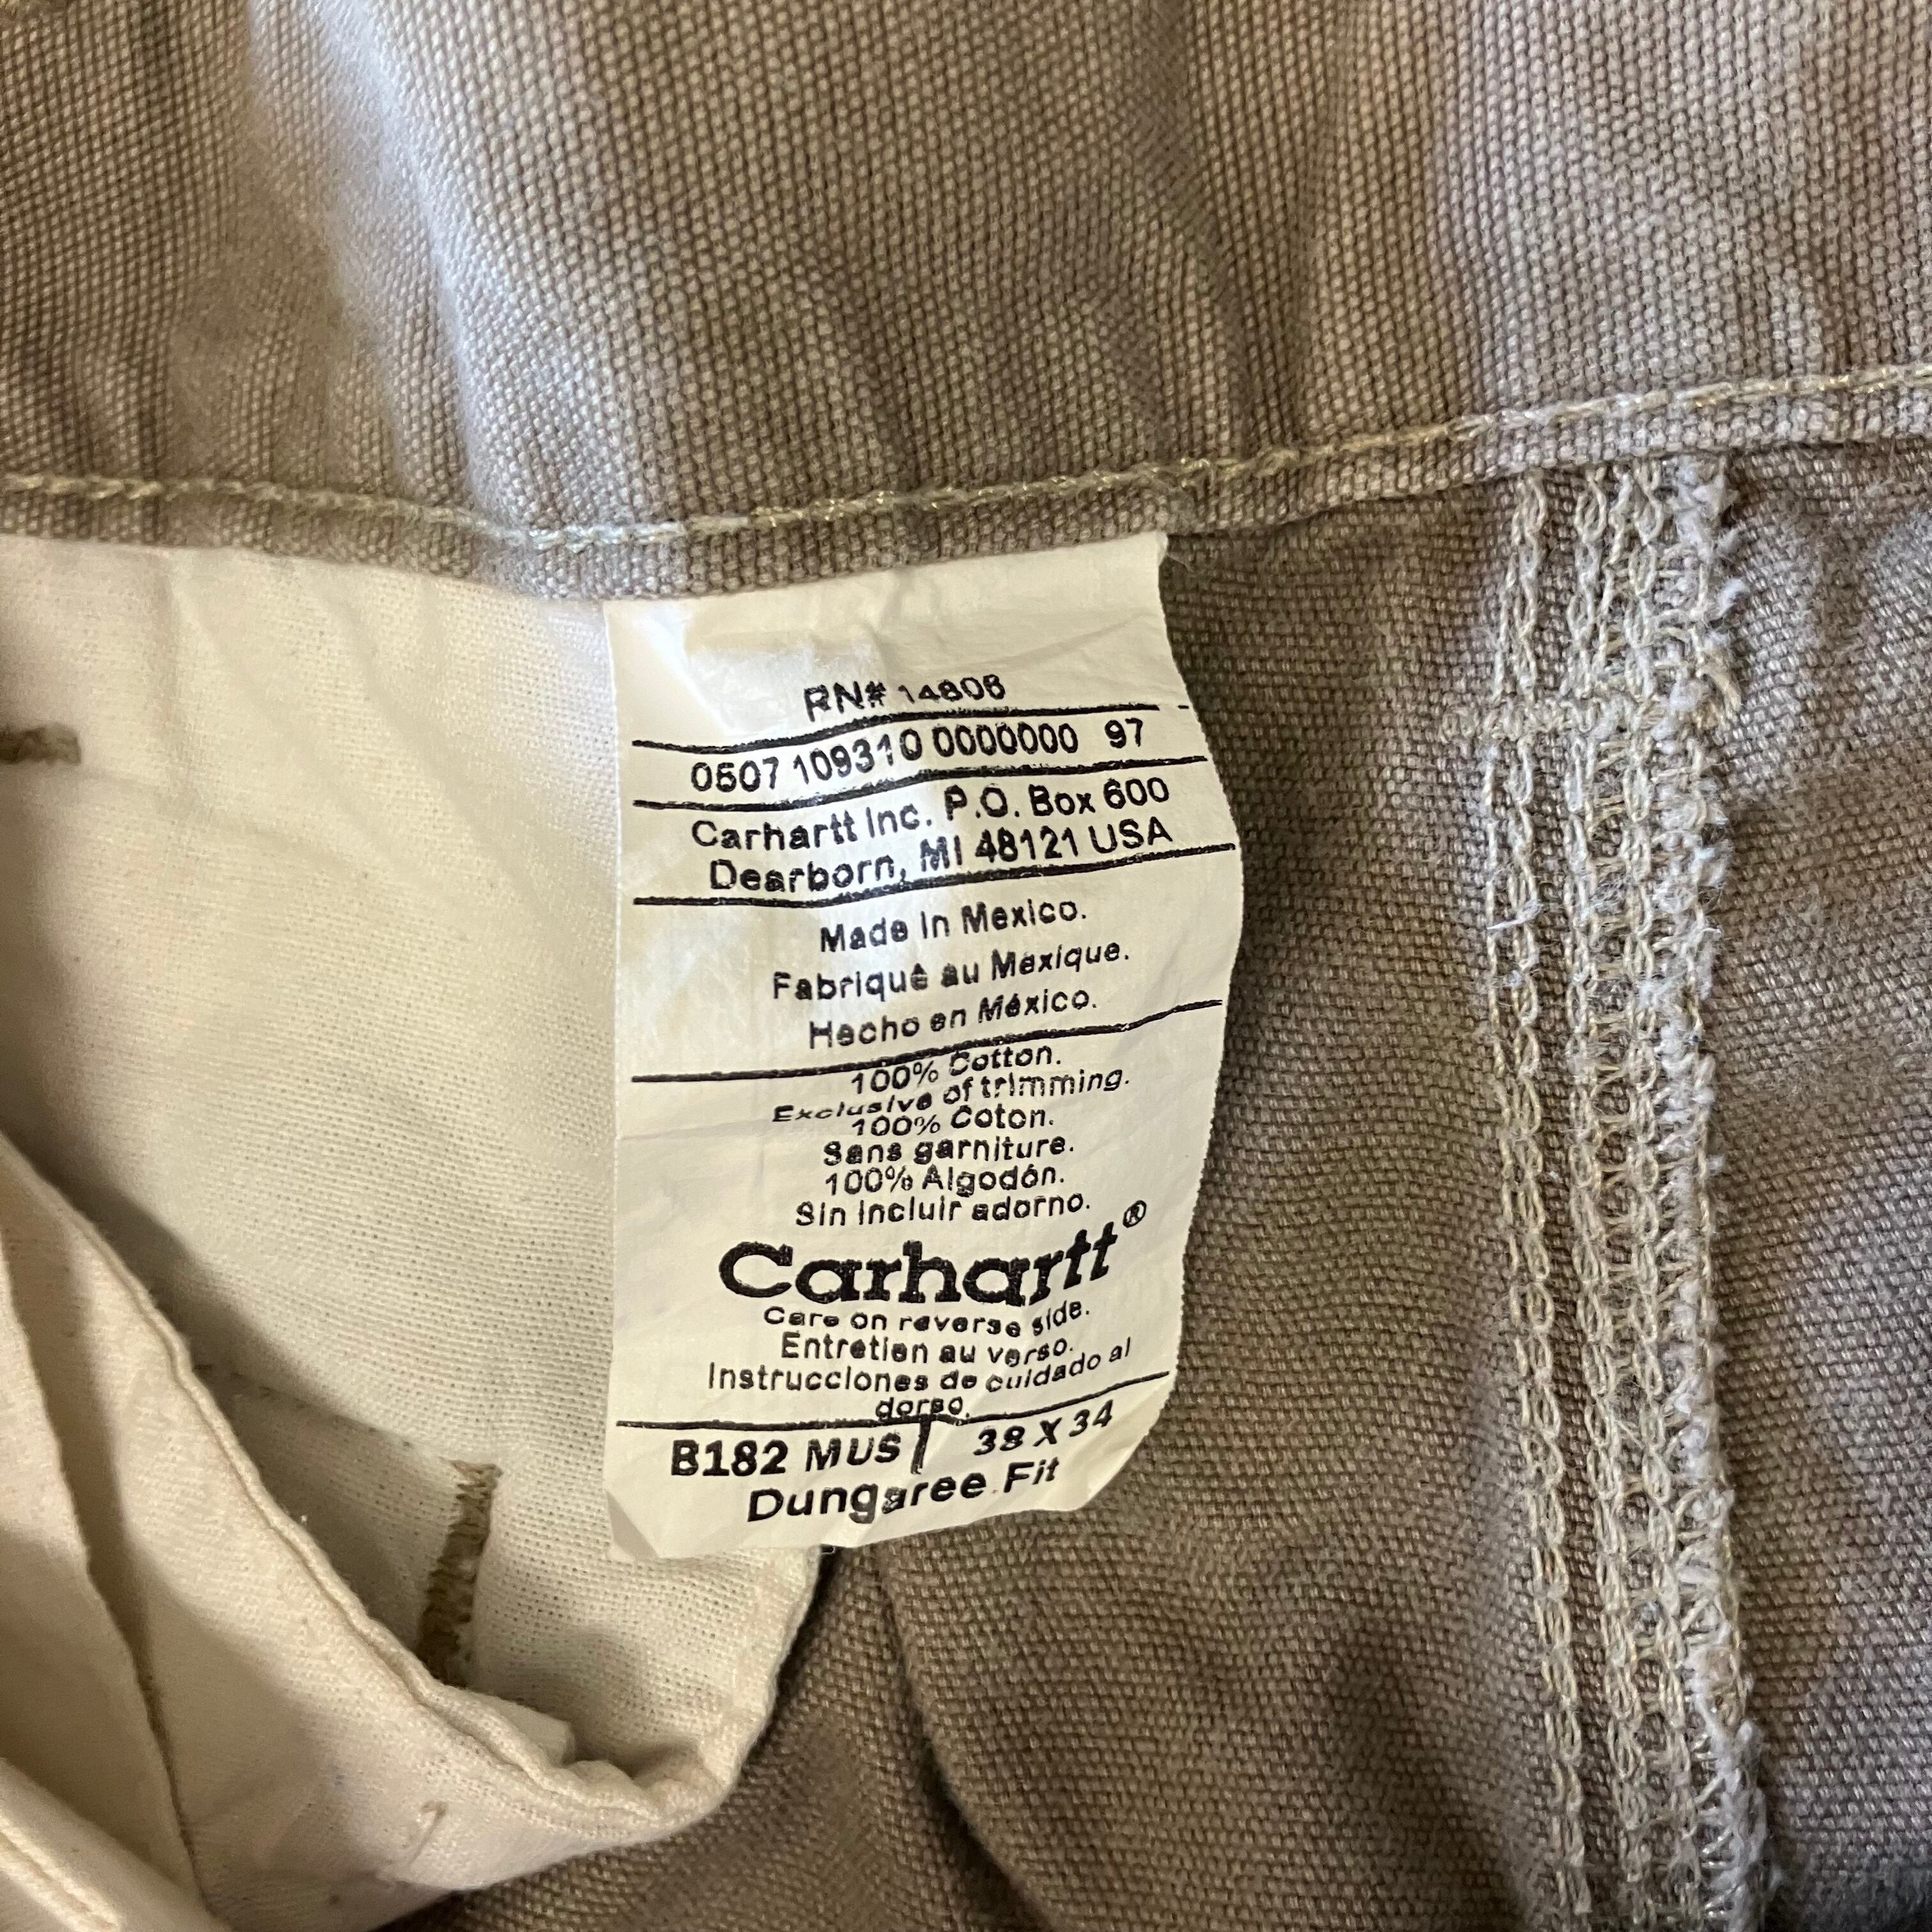 RN# 14806
0507 109310 0000000 97
Carhartt Inc. P.O. Box 600
Dearborn, MI 48121 USA
Made In Mexico.
Fabriqué au Mexique.
Hecho en México.
100% Cotton.
Exclusive of trimming.
100% Coton.
Sans garniture.
100% Algodón.
Sin incluir adorno.
Carhartt®
Care on reverse side.
Entretien au verso.
Instrucciones de cuidado al
dorso.
B182 MUS 38 X 34
Dungaree Fit